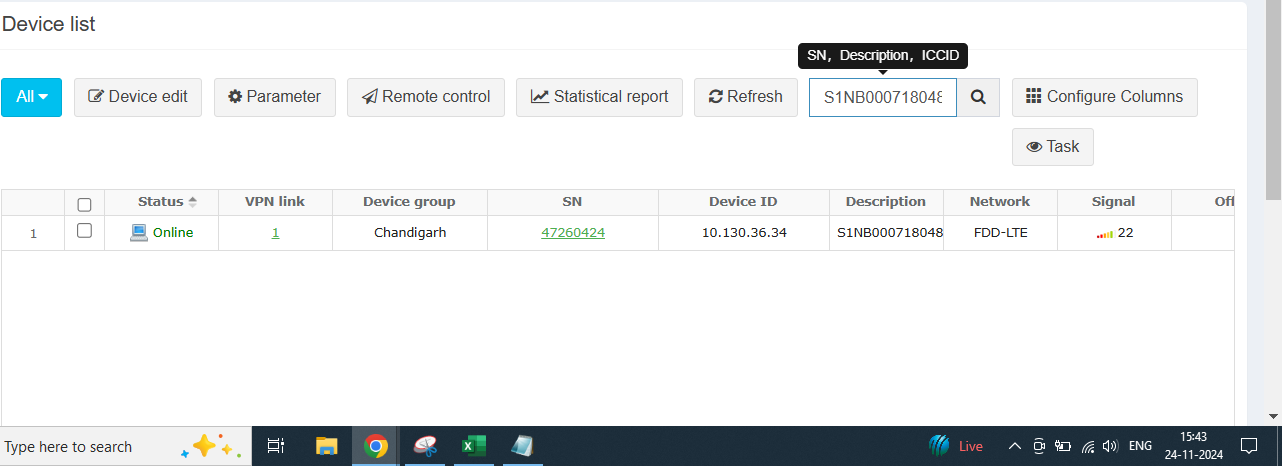 Device list
SN, Description, ICCID
All Device edit Parameter Remote control Statistical report Refresh S1NB000718048 Configure Columns
Task
Status VPN link Device group SN Device ID Description Network Signal Off
1 Online 1 Chandigarh 47260424 10.130.36.34 S1NB000718048 FDD-LTE 22
Type here to search Live ENG 15:43
24-11-2024